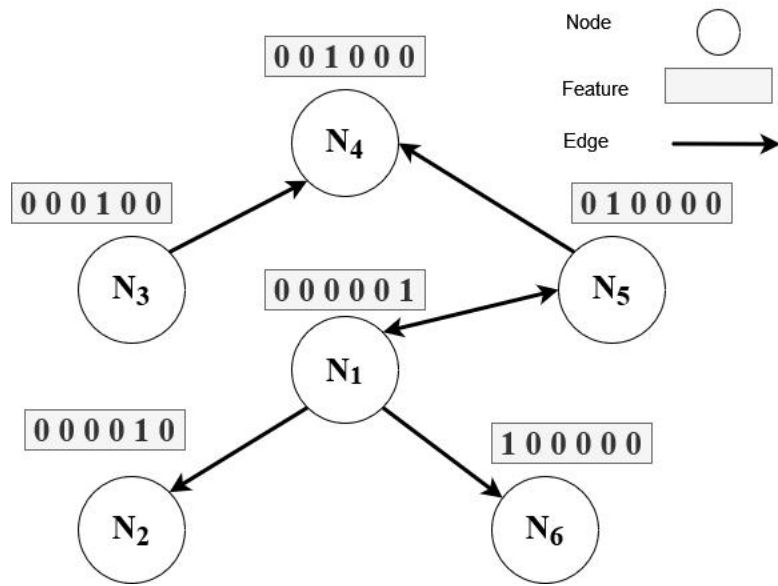 Node
0 0 1 0 0 0
Feature
N4
Edge
0 0 0 1 0 0
0 1 0 0 0 0
N3
0 0 0 0 0 1
N5
N1
0 0 0 0 1 0
1 0 0 0 0 0
N2
N6